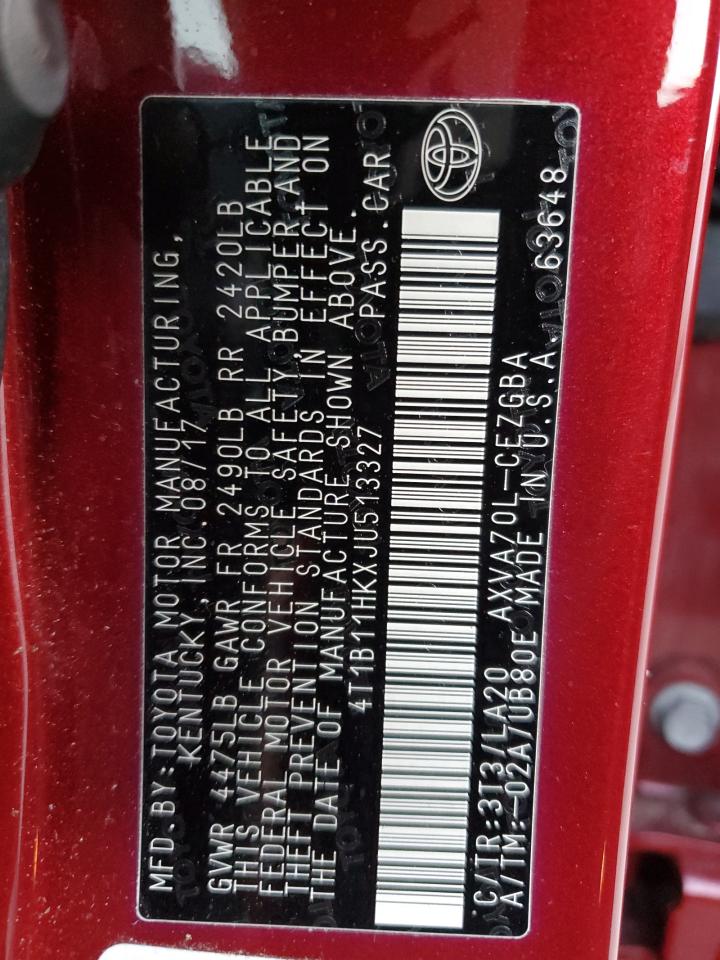 MFD.BY:TOYOTA MOTOR MANUFACTURING,
KENTUCKY, INC.08/17
GVWR 4475LB GAWR FR 2490LB RR 2420LB
THIS VEHICLE CONFORMS TO ALL APPLICABLE
FEDERAL MOTOR VEHICLE SAFETY,BUMPER,AND
THEFT PREVENTION STANDARDS IN EFFECT ON
THE DATE OF MANUFACTURE SHOWN ABOVE.
4T1B11HKXJU513327 PASS.CAR
C/TR:3T3/LA20 AXVA70L-CEZGBA
A/TM:-02A/UB80E MADE IN U.S.A. 63648